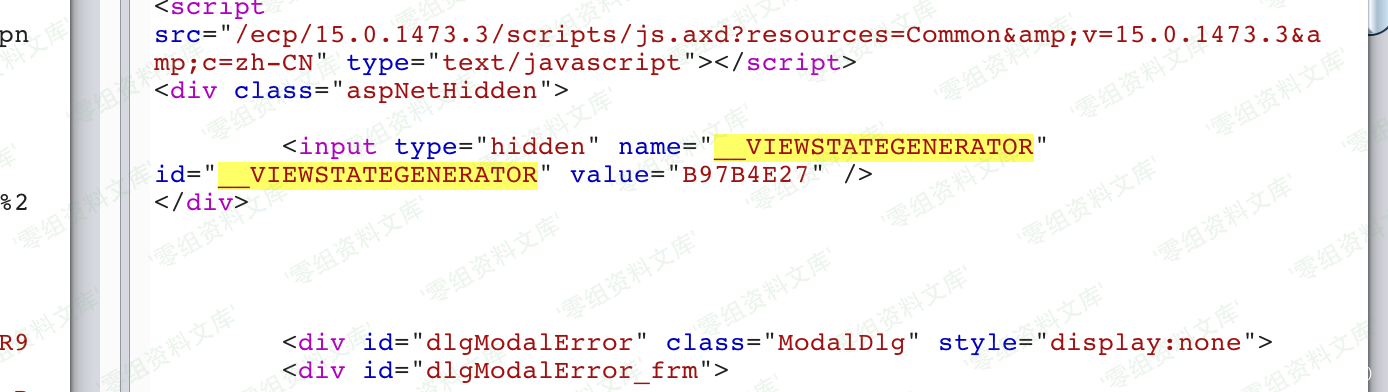 <script
pn
src="/ecp/15.0.1473.3/scripts/js.axd?resources=Common&amp;v=15.0.1473.3&a
mp;c=zh-CN" type="text/javascript"></script>
<div class="aspNetHidden">
<input type="hidden" name="__VIEWSTATEGENERATOR"
id="__VIEWSTATEGENERATOR" value="B97B4E27" />
%2
</div>
R9
<div id="dlgModalError" class="ModalDlg" style="display:none">
<div id="dlgModalError_frm">
零组资料文库